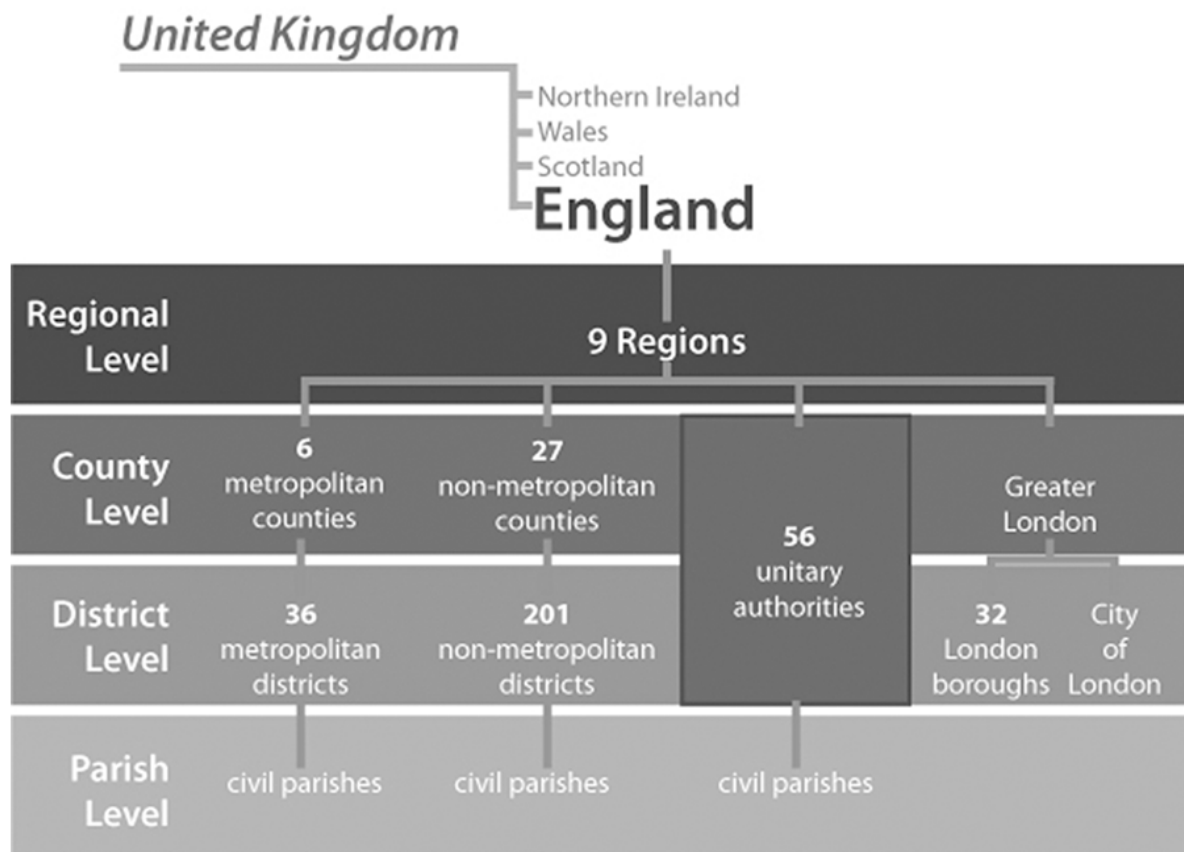 United Kingdom
Northern Ireland
Wales
Scotland
England
Regional
Level
9 Regions
County
Level
6
metropolitan
counties
27
non-metropolitan
counties
56
unitary
authorities
Greater
London
District
Level
36
metropolitan
districts
201
non-metropolitan
districts
32
London
boroughs
City
of
London
Parish
Level
civil parishes
civil parishes
civil parishes